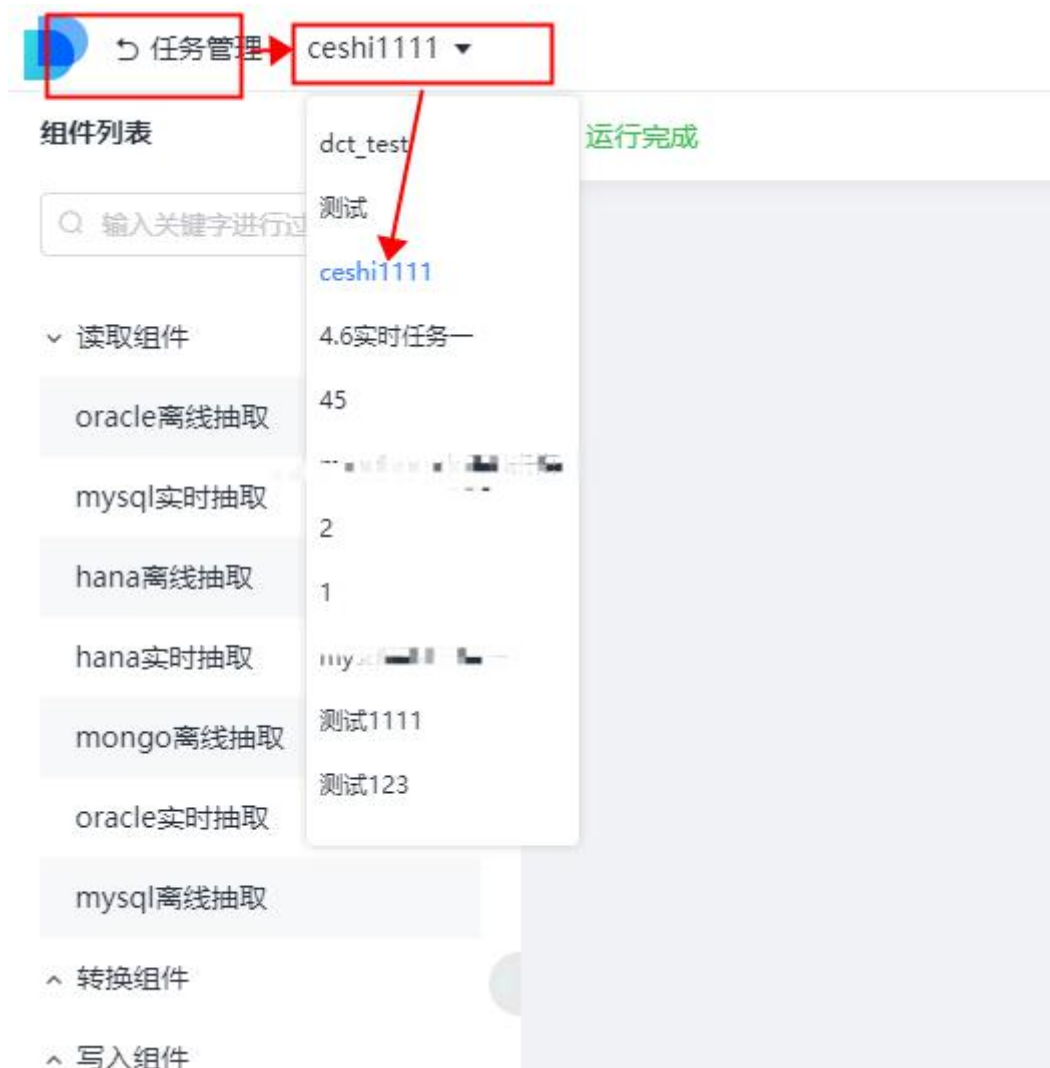 任务管理 ceshi1111
组件列表
运行完成
输入关键字进行过
dct_test
测试
ceshi1111
4.6实时任务一
45
2
1
测试1111
测试123
读取组件
oracle离线抽取
mysql实时抽取
hana离线抽取
hana实时抽取
mongo离线抽取
oracle实时抽取
mysql离线抽取
转换组件
写入组件